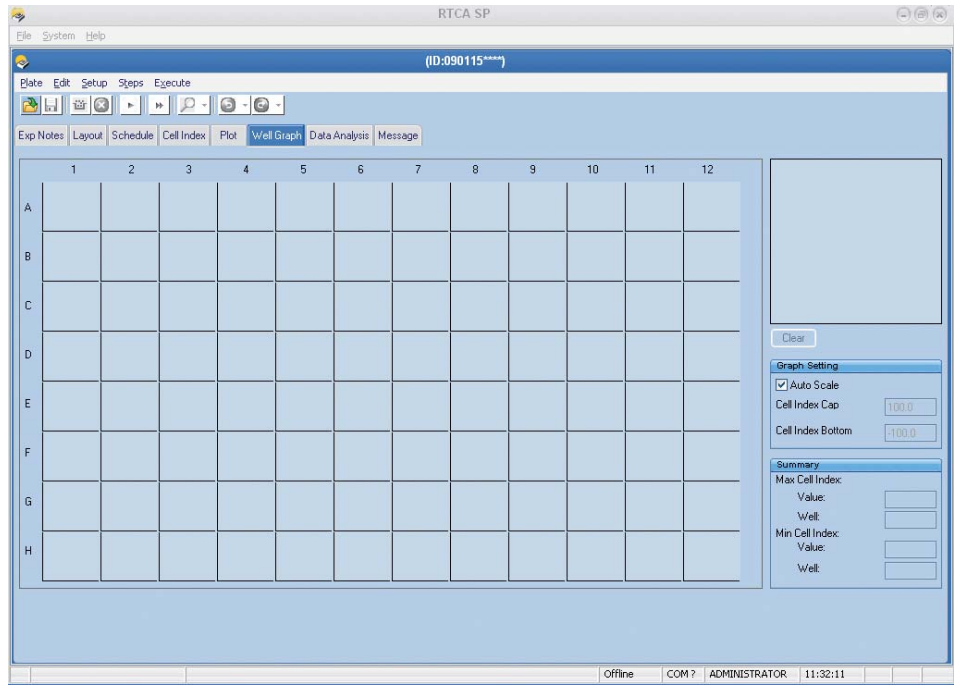 RTCA SP
File System Help
(ID:090115****)
Plate Edit Setup Steps Execute
Exp Notes Layout Schedule Cell Index Plot Well Graph Data Analysis Message
1 2 3 4 5 6 7 8 9 10 11 12
A
B
C
D
E
F
G
H
Clear
Graph Setting
Auto Scale
Cell Index Cap 100.0
Cell Index Bottom -100.0
Summary
Max Cell Index:
Value:
Well:
Min Cell Index:
Value:
Well:
Offline COM ? ADMINISTRATOR 11:32:11